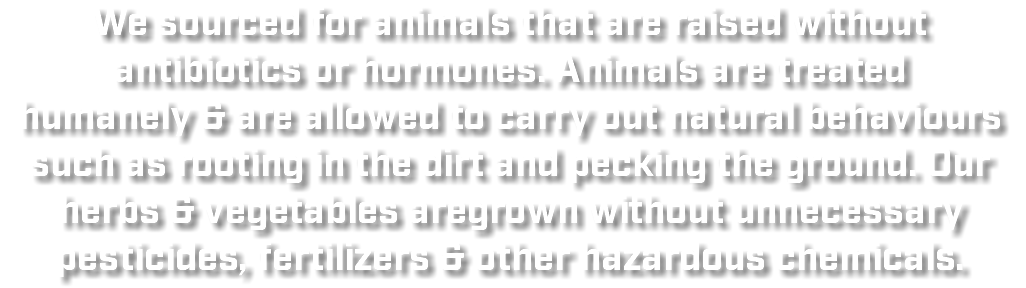 We sourced for animals that are raised without
antibiotics or hormones. Animals are treated
humanely & are allowed to carry out natural behaviours
such as rooting in the dirt and pecking the ground. Our
herbs & vegetables aregrown without unnecessary
pesticides, fertilizers & other hazardous chemicals.